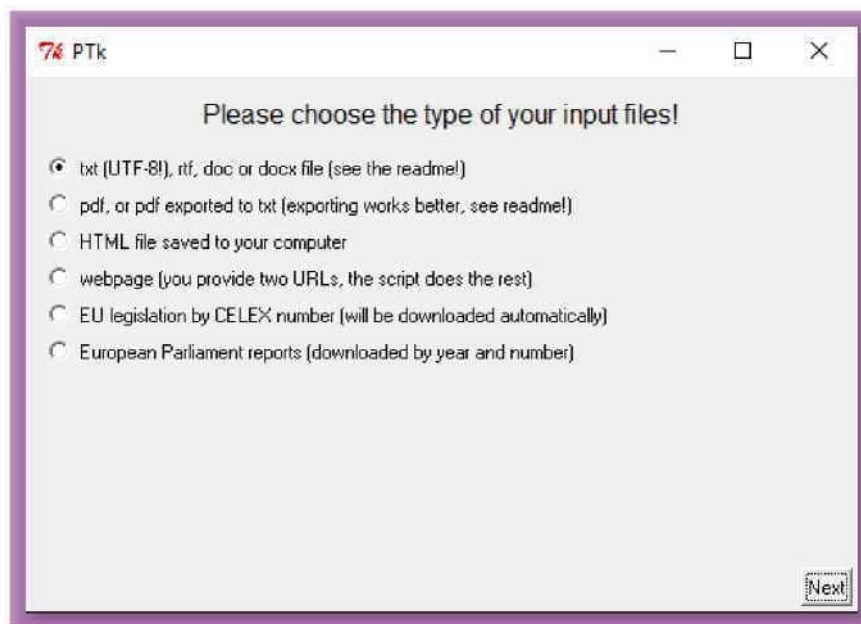 PTk
Please choose the type of your input files!
txt (UTF-8!), rtf, doc or docx file (see the readme!)
pdf, or pdf exported to txt (exporting works better, see readme!)
HTML file saved to your computer
webpage (you provide two URLs, the script does the rest)
EU legislation by CELEX number (will be downloaded automatically)
European Parliament reports (downloaded by year and number)
Next